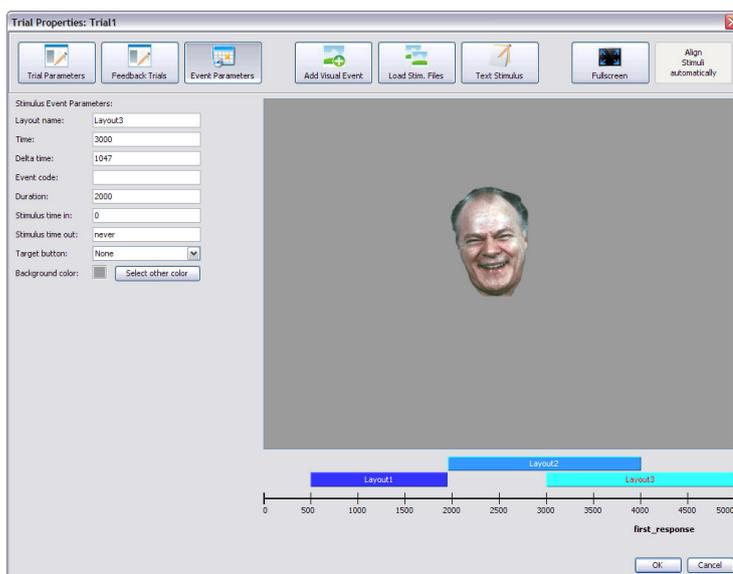 Trial Properties: Trial1
Trial Parameters
Feedback Trials
Event Parameters
Add Visual Event
Load Stim. Files
Text Stimulus
Fullscreen
Align
Stimuli
automatically
Stimulus Event Parameters:
Layout name: Layout3
Time: 3000
Delta time: 1047
Event code:
Duration: 2000
Stimulus time in: 0
Stimulus time out: never
Target button: None
Background color: Select other color
Layout2
Layout1 Layout3
0 500 1000 1500 2000 2500 3000 3500 4000 4500 5000
first_response
OK Cancel